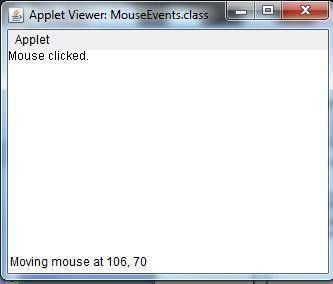 Applet Viewer: MouseEvents.class
Applet
Mouse clicked.
Moving mouse at 106, 70